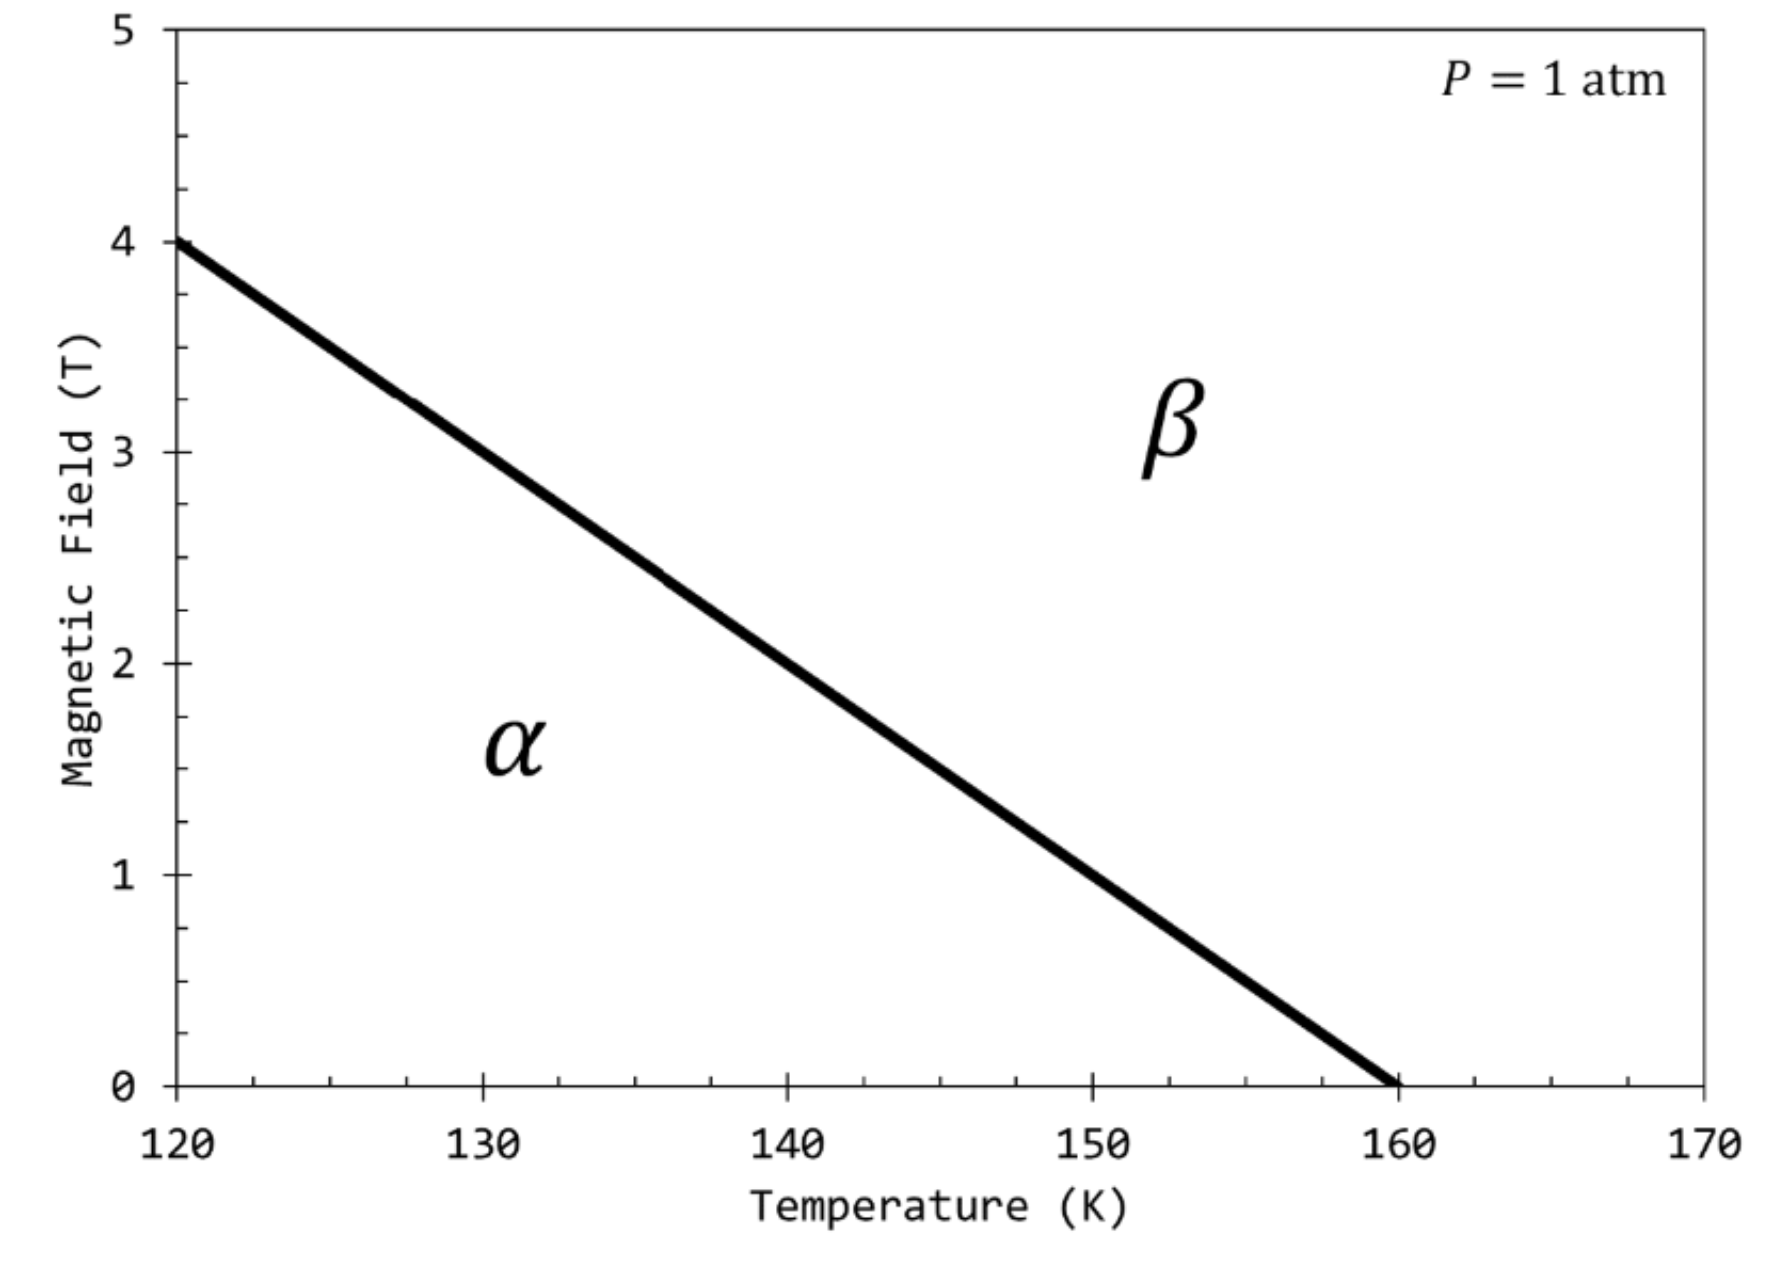 5
P = 1 atm
4
β
3
Magnetic Field (T)
2
α
1
0
120 130 140 150 160 170
Temperature (K)